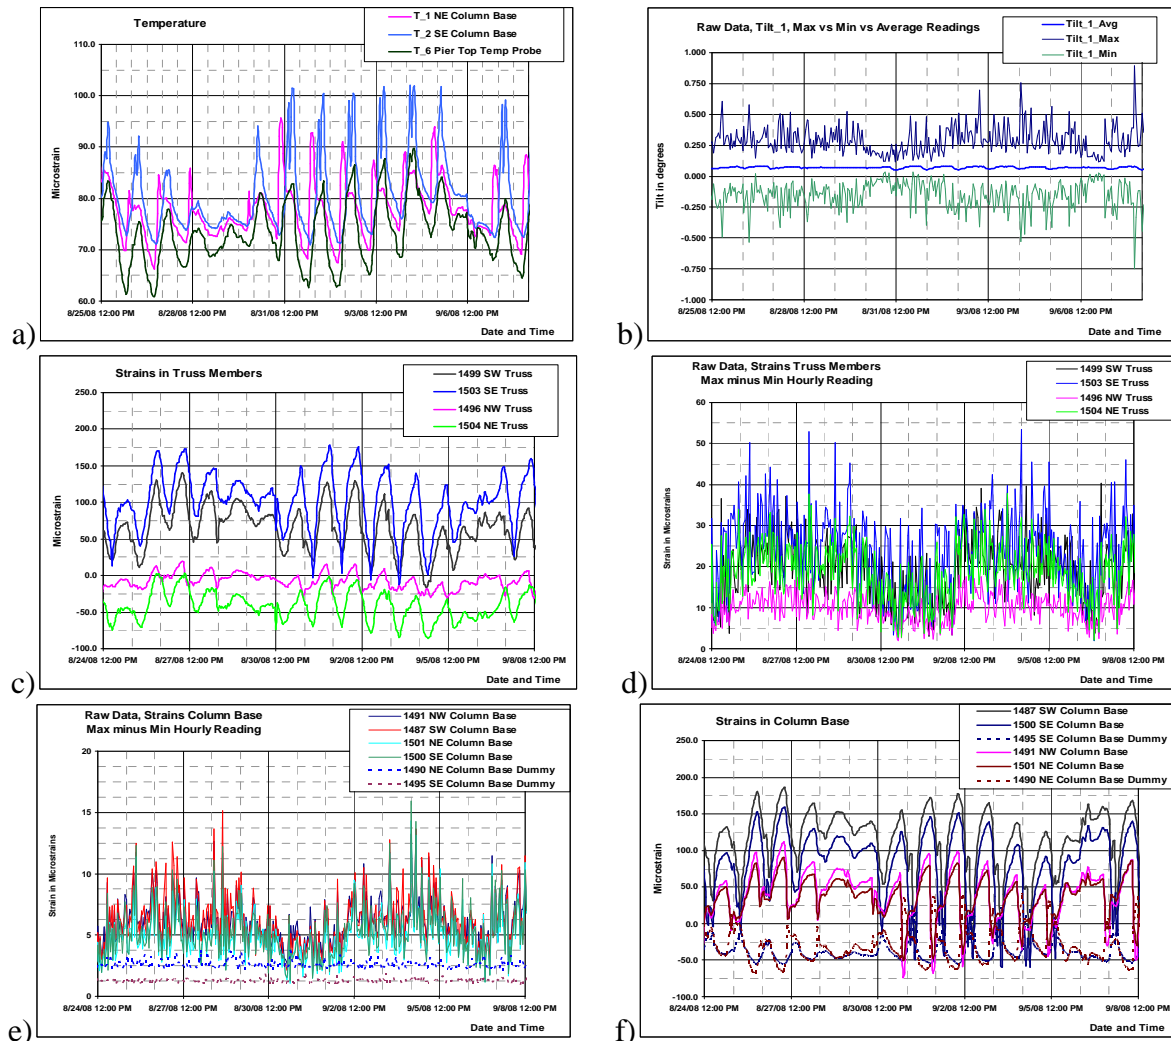 Temperature
T_1 NE Column Base
T_2 SE Column Base
T_6 Pier Top Temp Probe
110.0
100.0
90.0
80.0
70.0
60.0
Microstrain
8/25/08 12:00 PM 8/28/08 12:00 PM 8/31/08 12:00 PM 9/3/08 12:00 PM 9/6/08 12:00 PM
Date and Time
a)
Raw Data, Tilt_1, Max vs Min vs Average Readings
Tilt_1_Avg
Tilt_1_Max
Tilt_1_Min
1.000
0.750
0.500
0.250
0.000
-0.250
-0.500
-0.750
-1.000
Tilt in degrees
8/25/08 12:00 PM 8/28/08 12:00 PM 8/31/08 12:00 PM 9/3/08 12:00 PM 9/6/08 12:00 PM
Date and Time
b)
Strains in Truss Members
1499 SW Truss
1503 SE Truss
1496 NW Truss
1504 NE Truss
250.0
200.0
150.0
100.0
50.0
0.0
-50.0
-100.0
Microstrain
8/24/08 12:00 PM 8/27/08 12:00 PM 8/30/08 12:00 PM 9/2/08 12:00 PM 9/5/08 12:00 PM 9/8/08 12:00 PM
Date and Time
c)
Raw Data, Strains Truss Members
Max minus Min Hourly Reading
1499 SW Truss
1503 SE Truss
1496 NW Truss
1504 NE Truss
60
50
40
30
20
10
0
Strain in Microstrains
8/24/08 12:00 PM 8/27/08 12:00 PM 8/30/08 12:00 PM 9/2/08 12:00 PM 9/5/08 12:00 PM 9/8/08 12:00 PM
Date and Time
d)
Raw Data, Strains Column Base
Max minus Min Hourly Reading
1491 NW Column Base
1487 SW Column Base
1501 NE Column Base
1500 SE Column Base
1490 NE Column Base Dummy
1495 SE Column Base Dummy
20
15
10
5
0
Strain in Microstrains
8/24/08 12:00 PM 8/27/08 12:00 PM 8/30/08 12:00 PM 9/2/08 12:00 PM 9/5/08 12:00 PM 9/8/08 12:00 PM
Date and Time
e)
Strains in Column Base
1487 SW Column Base
1500 SE Column Base
1495 SE Column Base Dummy
1491 NW Column Base
1501 NE Column Base
1490 NE Column Base Dummy
250.0
200.0
150.0
100.0
50.0
0.0
-50.0
-100.0
Microstrain
8/24/08 12:00 PM 8/27/08 12:00 PM 8/30/08 12:00 PM 9/2/08 12:00 PM 9/5/08 12:00 PM 9/8/08 12:00 PM
Date and Time
f)